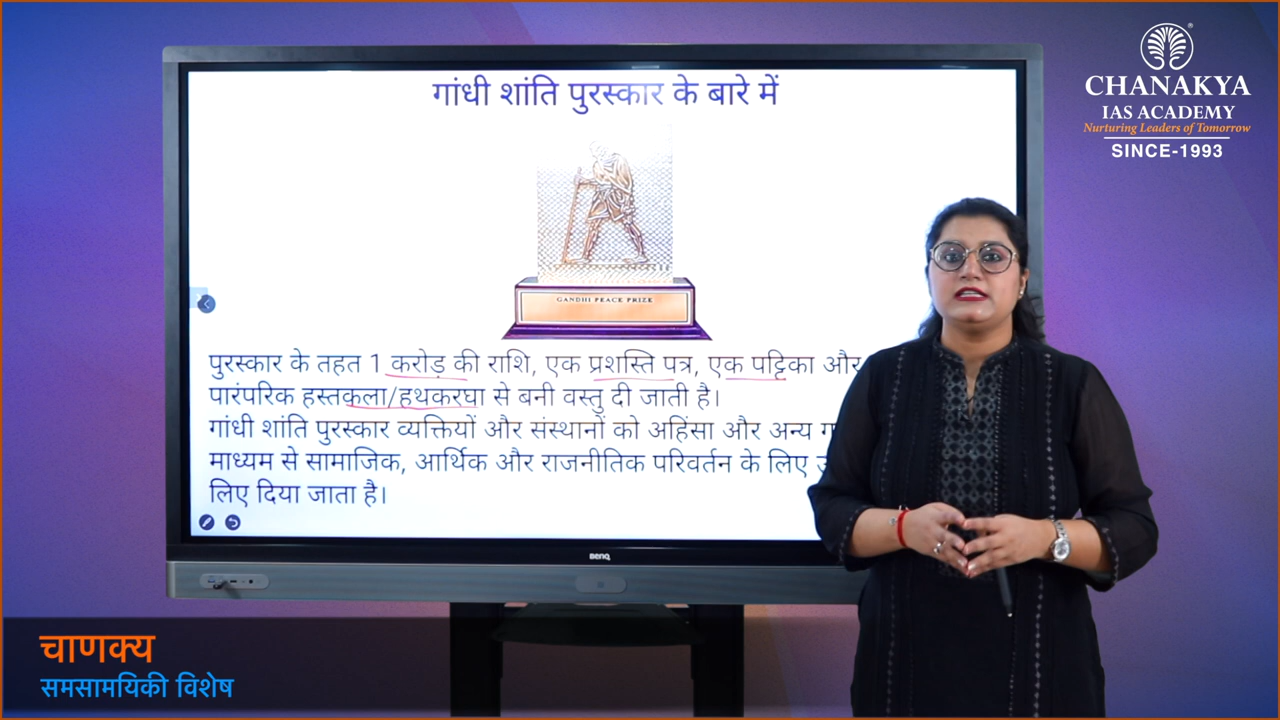 गांधी शांति पुरस्कार के बारे में
GANDHI PEACE PRIZE
पुरस्कार के तहत 1 करोड़ की राशि, एक प्रशस्ति पत्र, एक पट्टिका और
पारंपरिक हस्तकला/हथकरघा से बनी वस्तु दी जाती है।
गांधी शांति पुरस्कार व्यक्तियों और संस्थानों को अहिंसा और अन्य
माध्यम से सामाजिक, आर्थिक और राजनीतिक परिवर्तन के लिए
लिए दिया जाता है।
BenQ
CHANAKYA
IAS ACADEMY
Nurturing Leaders of Tomorrow
SINCE-1993
चाणक्य
समसामयिकी विशेष